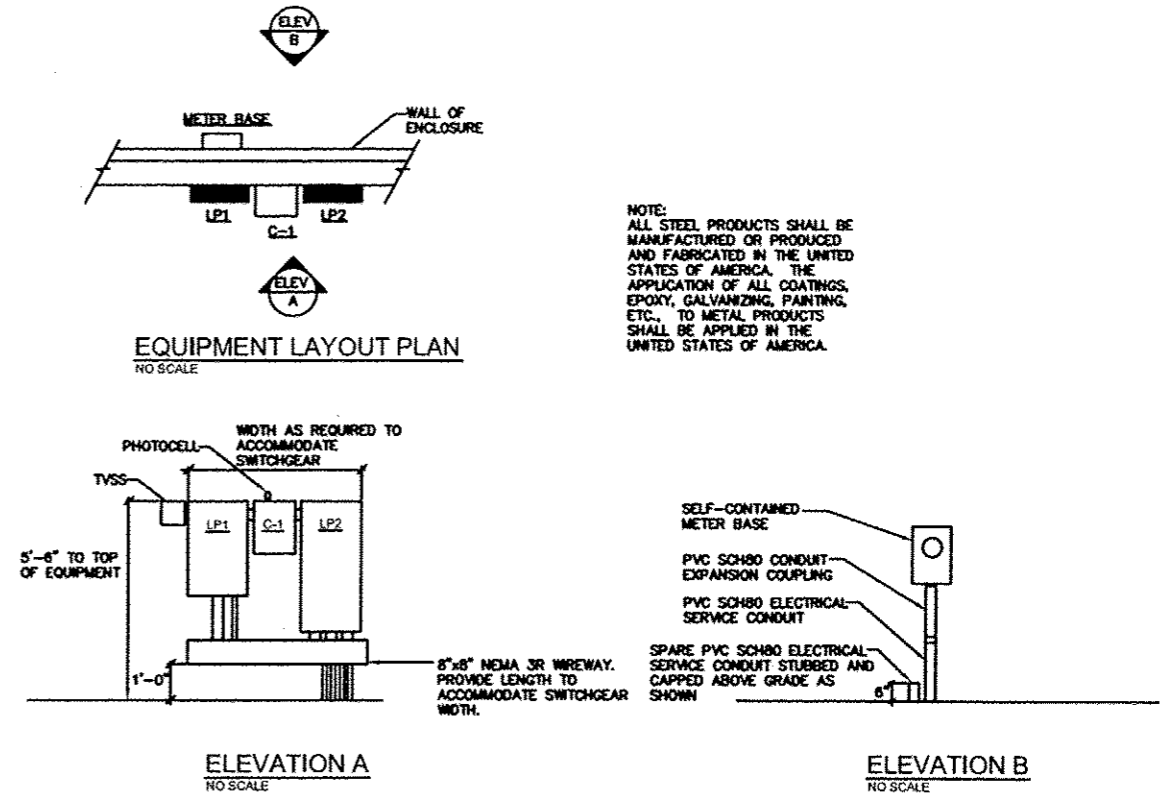 ELEV
B
METER BASE
WALL OF
ENCLOSURE
LP1
C-1
LP2
ELEV
A
EQUIPMENT LAYOUT PLAN
NO SCALE
NOTE:
ALL STEEL PRODUCTS SHALL BE
MANUFACTURED OR PRODUCED
AND FABRICATED IN THE UNITED
STATES OF AMERICA. THE
APPLICATION OF ALL COATINGS,
EPOXY, GALVANIZING, PAINTING,
ETC., TO METAL PRODUCTS
SHALL BE APPLIED IN THE
UNITED STATES OF AMERICA.
PHOTOCELL
WIDTH AS REQUIRED TO
ACCOMMODATE
SWITCHGEAR
TVSS
LP1
C-1
LP2
5'-6" TO TOP
OF EQUIPMENT
1'-0"
8"x8" NEMA 3R WIREWAY.
PROVIDE LENGTH TO
ACCOMMODATE SWITCHGEAR
WIDTH.
ELEVATION A
NO SCALE
SELF-CONTAINED
METER BASE
PVC SCH80 CONDUIT
EXPANSION COUPLING
PVC SCH80 ELECTRICAL
SERVICE CONDUIT
SPARE PVC SCH80 ELECTRICAL
SERVICE CONDUIT STUBBED AND
CAPPED ABOVE GRADE AS
SHOWN
6"
ELEVATION B
NO SCALE